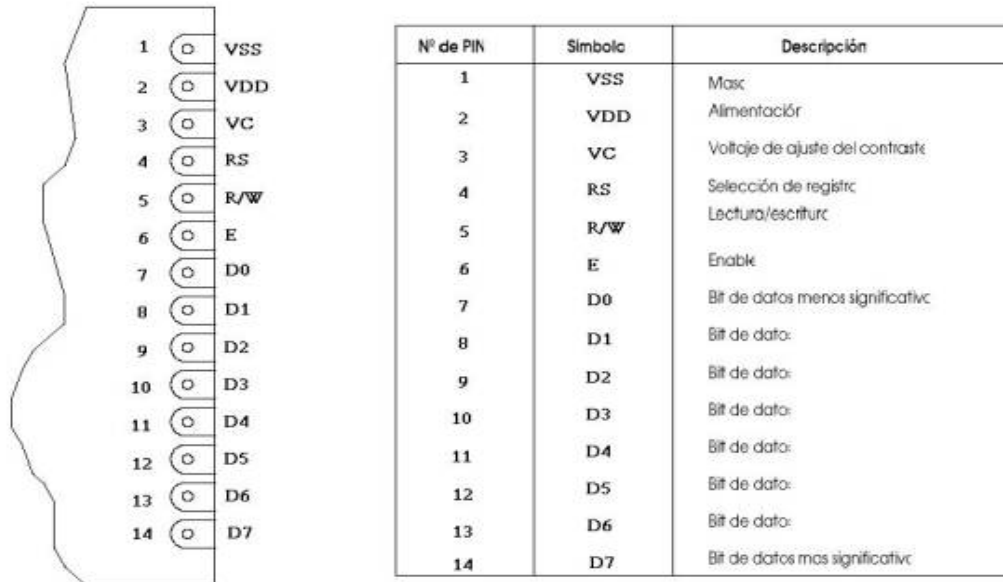 1 VSS
2 VDD
3 VC
4 RS
5 R/W
6 E
7 D0
8 D1
9 D2
10 D3
11 D4
12 D5
13 D6
14 D7
Nº de PIN Simbolo Descripción
1 VSS Masa
2 VDD Alimentación
3 VC Voltaje de ajuste del contraste
4 RS Selección de registro
5 R/W Lectura/escritura
6 E Enable
7 D0 Bit de datos menos significativo
8 D1 Bit de datos
9 D2 Bit de datos
10 D3 Bit de datos
11 D4 Bit de datos
12 D5 Bit de datos
13 D6 Bit de datos
14 D7 Bit de datos mas significativo